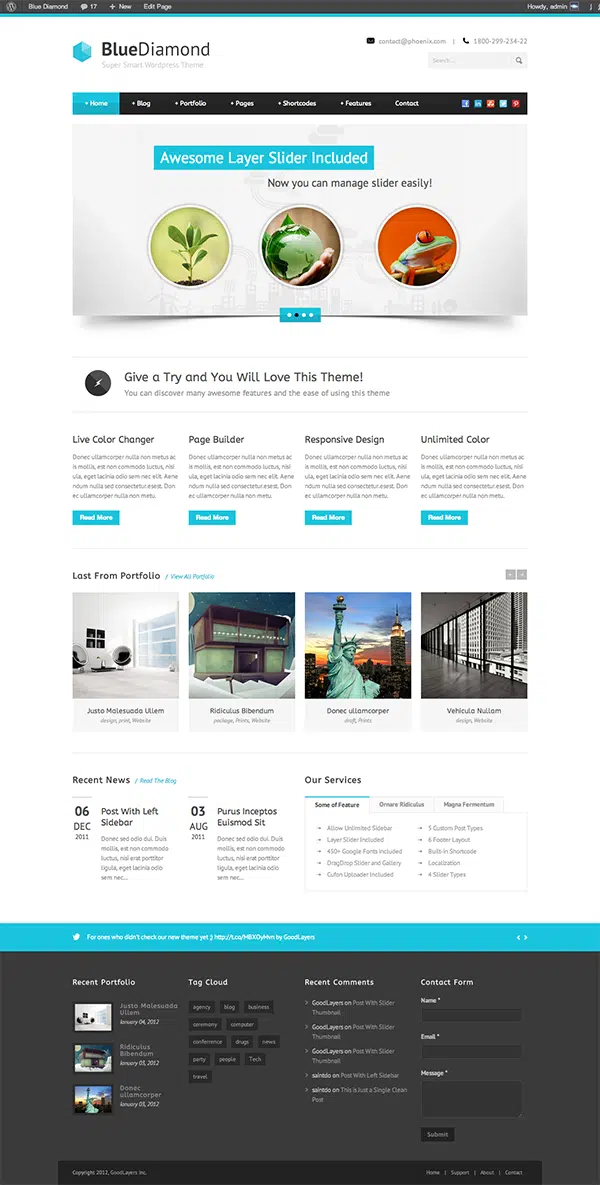 Blue Diamond 17 New Edit Page Howdy, admin
BlueDiamond
Super Smart Wordpress Theme
contact@phoenix.com | 1800-299-234-22
Search...
+ Home + Blog + Portfolio + Pages + Shortcodes + Features Contact
Awesome Layer Slider Included
Now you can manage slider easily!
Give a Try and You Will Love This Theme!
You can discover many awesome features and the ease of using this theme
Live Color Changer
Donec ullamcorper nulla non metus ac
is mollis, est non commodo luctus, nisi
ula, eget lacinia odio sem nec elit. Aene
ndum nulla sed consectetur.esest. Don
ec ullamcorper nulla non metu.
Read More
Page Builder
Donec ullamcorper nulla non metus ac
is mollis, est non commodo luctus, nisi
ula, eget lacinia odio sem nec elit. Aene
ndum nulla sed consectetur.esest. Don
ec ullamcorper nulla non metu.
Read More
Responsive Design
Donec ullamcorper nulla non metus ac
is mollis, est non commodo luctus, nisi
ula, eget lacinia odio sem nec elit. Aene
ndum nulla sed consectetur.esest. Don
ec ullamcorper nulla non metu.
Read More
Unlimited Color
Donec ullamcorper nulla non metus ac
is mollis, est non commodo luctus, nisi
ula, eget lacinia odio sem nec elit. Aene
ndum nulla sed consectetur.esest. Don
ec ullamcorper nulla non metu.
Read More
Last From Portfolio / View All Portfolio
Justo Malesuada Ullem
design, print, Website
Ridiculus Bibendum
package, Prints, Website
Donec ullamcorper
draft, Prints
Vehicula Nullam
design, Website
Recent News / Read The Blog
06
DEC
2011
Post With Left
Sidebar
Donec sed odio dui. Duis
mollis, est non commodo
luctus, nisi erat porttitor
ligula, eget lacinia odio
sem nec...
03
AUG
2011
Purus Inceptos
Euismod Sit
Donec sed odio dui. Duis
mollis, est non commodo
luctus, nisi erat porttitor
ligula, eget lacinia odio
sem nec...
Our Services
Some of Feature Ornare Ridiculus Magna Fermentum
Allow Unlimited Sidebar
Layer Slider Included
450+ Google Fonts included
DragDrop Slider and Gallery
Cufon Uploader Included
5 Custom Post Types
6 Footer Layout
Built-in Shortcode
Localization
4 Slider Types
For ones who didn't check our new theme yet ;) http://t.co/MBXOyMvn by GoodLayers
Recent Portfolio
Justo Malesuada
Ullem
January 04, 2012
Ridiculus
Bibendum
January 03, 2012
Donec
ullamcorper
January 03, 2012
Tag Cloud
agency blog business
ceremony computer
conferrence drugs news
party people Tech
travel
Recent Comments
GoodLayers on Post With Slider
Thumbnail
GoodLayers on Post With Slider
Thumbnail
GoodLayers on Post With Slider
Thumbnail
saintdo on Post With Left Sidebar
saintdo on This is Just a Single Clean
Post
Contact Form
Name *
Email *
Message *
Submit
Copyright 2012, GoodLayers Inc.
Home | Support | About | Contact